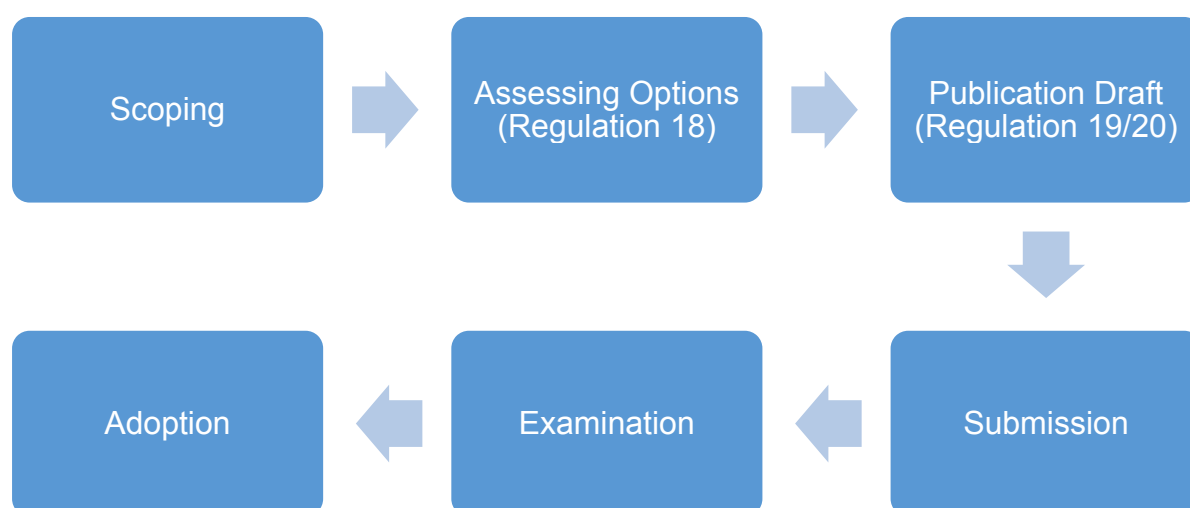 Scoping
Assessing Options
(Regulation 18)
Publication Draft
(Regulation 19/20)
Submission
Examination
Adoption